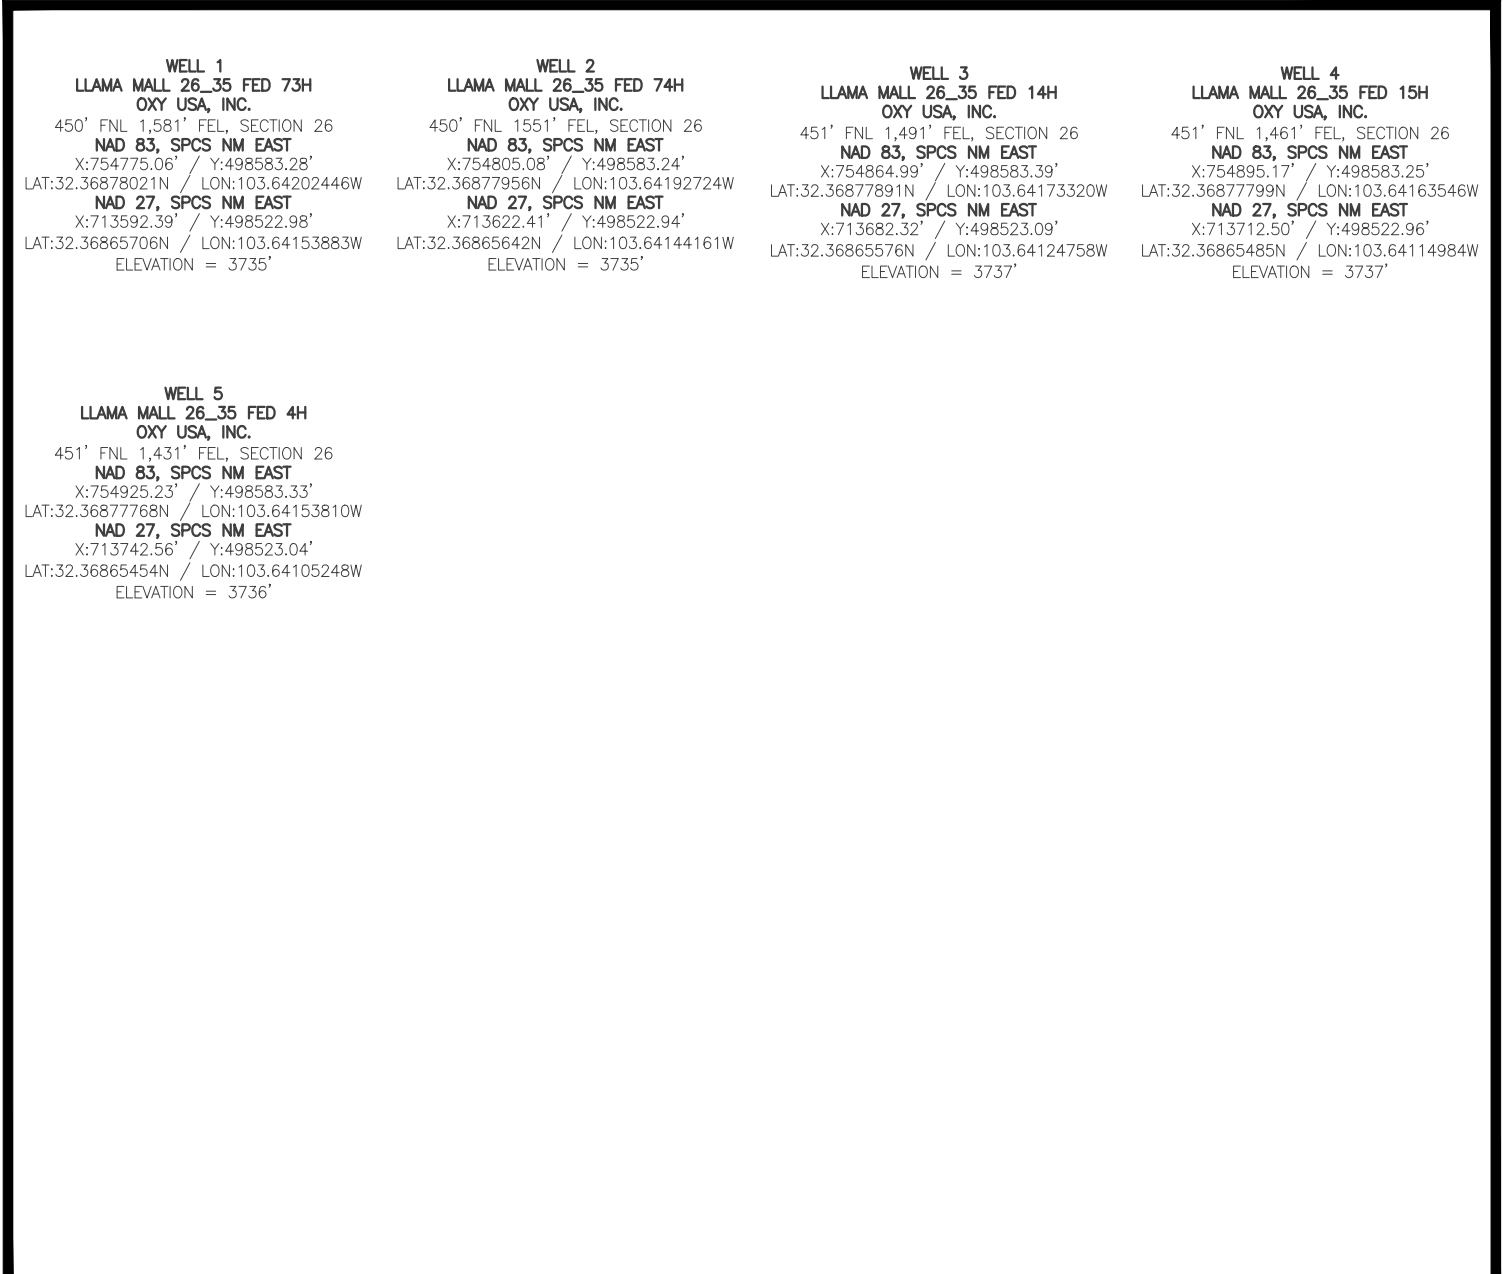 WELL 1
LLAMA MALL 26_35 FED 73H
OXY USA, INC.
450' FNL 1,581' FEL, SECTION 26
NAD 83, SPCS NM EAST
X:754775.06' / Y:498583.28'
LAT:32.36878021N / LON:103.64202446W
NAD 27, SPCS NM EAST
X:713592.39' / Y:498522.98'
LAT:32.36865706N / LON:103.64153883W
ELEVATION = 3735'
WELL 2
LLAMA MALL 26_35 FED 74H
OXY USA, INC.
450' FNL 1551' FEL, SECTION 26
NAD 83, SPCS NM EAST
X:754805.08' / Y:498583.24'
LAT:32.36877956N / LON:103.64192724W
NAD 27, SPCS NM EAST
X:713622.41' / Y:498522.94'
LAT:32.36865642N / LON:103.64144161W
ELEVATION = 3735'
WELL 3
LLAMA MALL 26_35 FED 14H
OXY USA, INC.
451' FNL 1,491' FEL, SECTION 26
NAD 83, SPCS NM EAST
X:754864.99' / Y:498583.39'
LAT:32.36877891N / LON:103.64173320W
NAD 27, SPCS NM EAST
X:713682.32' / Y:498523.09'
LAT:32.36865576N / LON:103.64124758W
ELEVATION = 3737'
WELL 4
LLAMA MALL 26_35 FED 15H
OXY USA, INC.
451' FNL 1,461' FEL, SECTION 26
NAD 83, SPCS NM EAST
X:754895.17' / Y:498583.25'
LAT:32.36877799N / LON:103.64163546W
NAD 27, SPCS NM EAST
X:713712.50' / Y:498522.96'
LAT:32.36865485N / LON:103.64114984W
ELEVATION = 3737'
WELL 5
LLAMA MALL 26_35 FED 4H
OXY USA, INC.
451' FNL 1,431' FEL, SECTION 26
NAD 83, SPCS NM EAST
X:754925.23' / Y:498583.33'
LAT:32.36877768N / LON:103.64153810W
NAD 27, SPCS NM EAST
X:713742.56' / Y:498523.04'
LAT:32.36865454N / LON:103.64105248W
ELEVATION = 3736'